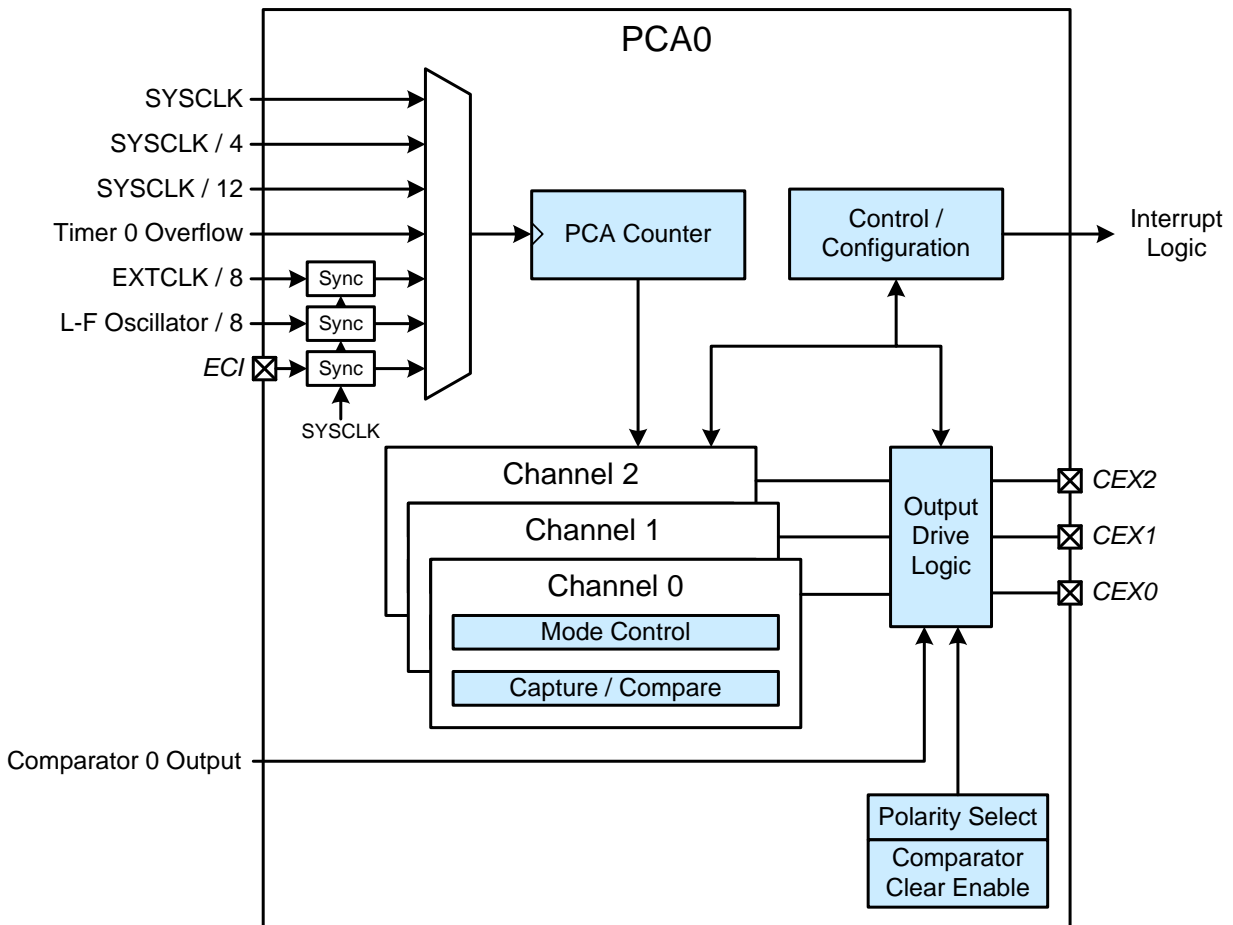 PCA0
SYSCLK
SYSCLK / 4
SYSCLK / 12
Timer 0 Overflow
EXTCLK / 8
L-F Oscillator / 8
ECI
Sync
Sync
Sync
SYSCLK
PCA Counter
Control /
Configuration
Interrupt
Logic
Channel 2
Channel 1
Channel 0
Mode Control
Capture / Compare
Output
Drive
Logic
CEX2
CEX1
CEX0
Comparator 0 Output
Polarity Select
Comparator
Clear Enable